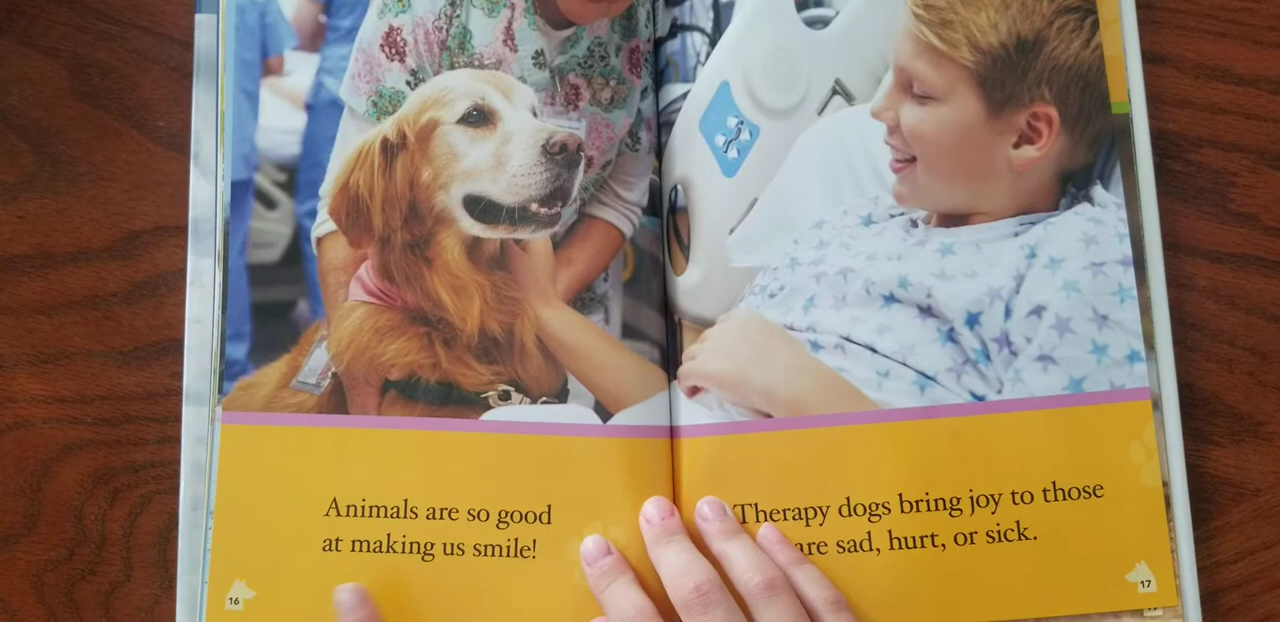 Animals are so good
at making us smile!
16
Therapy dogs bring joy to those
are sad, hurt, or sick.
17